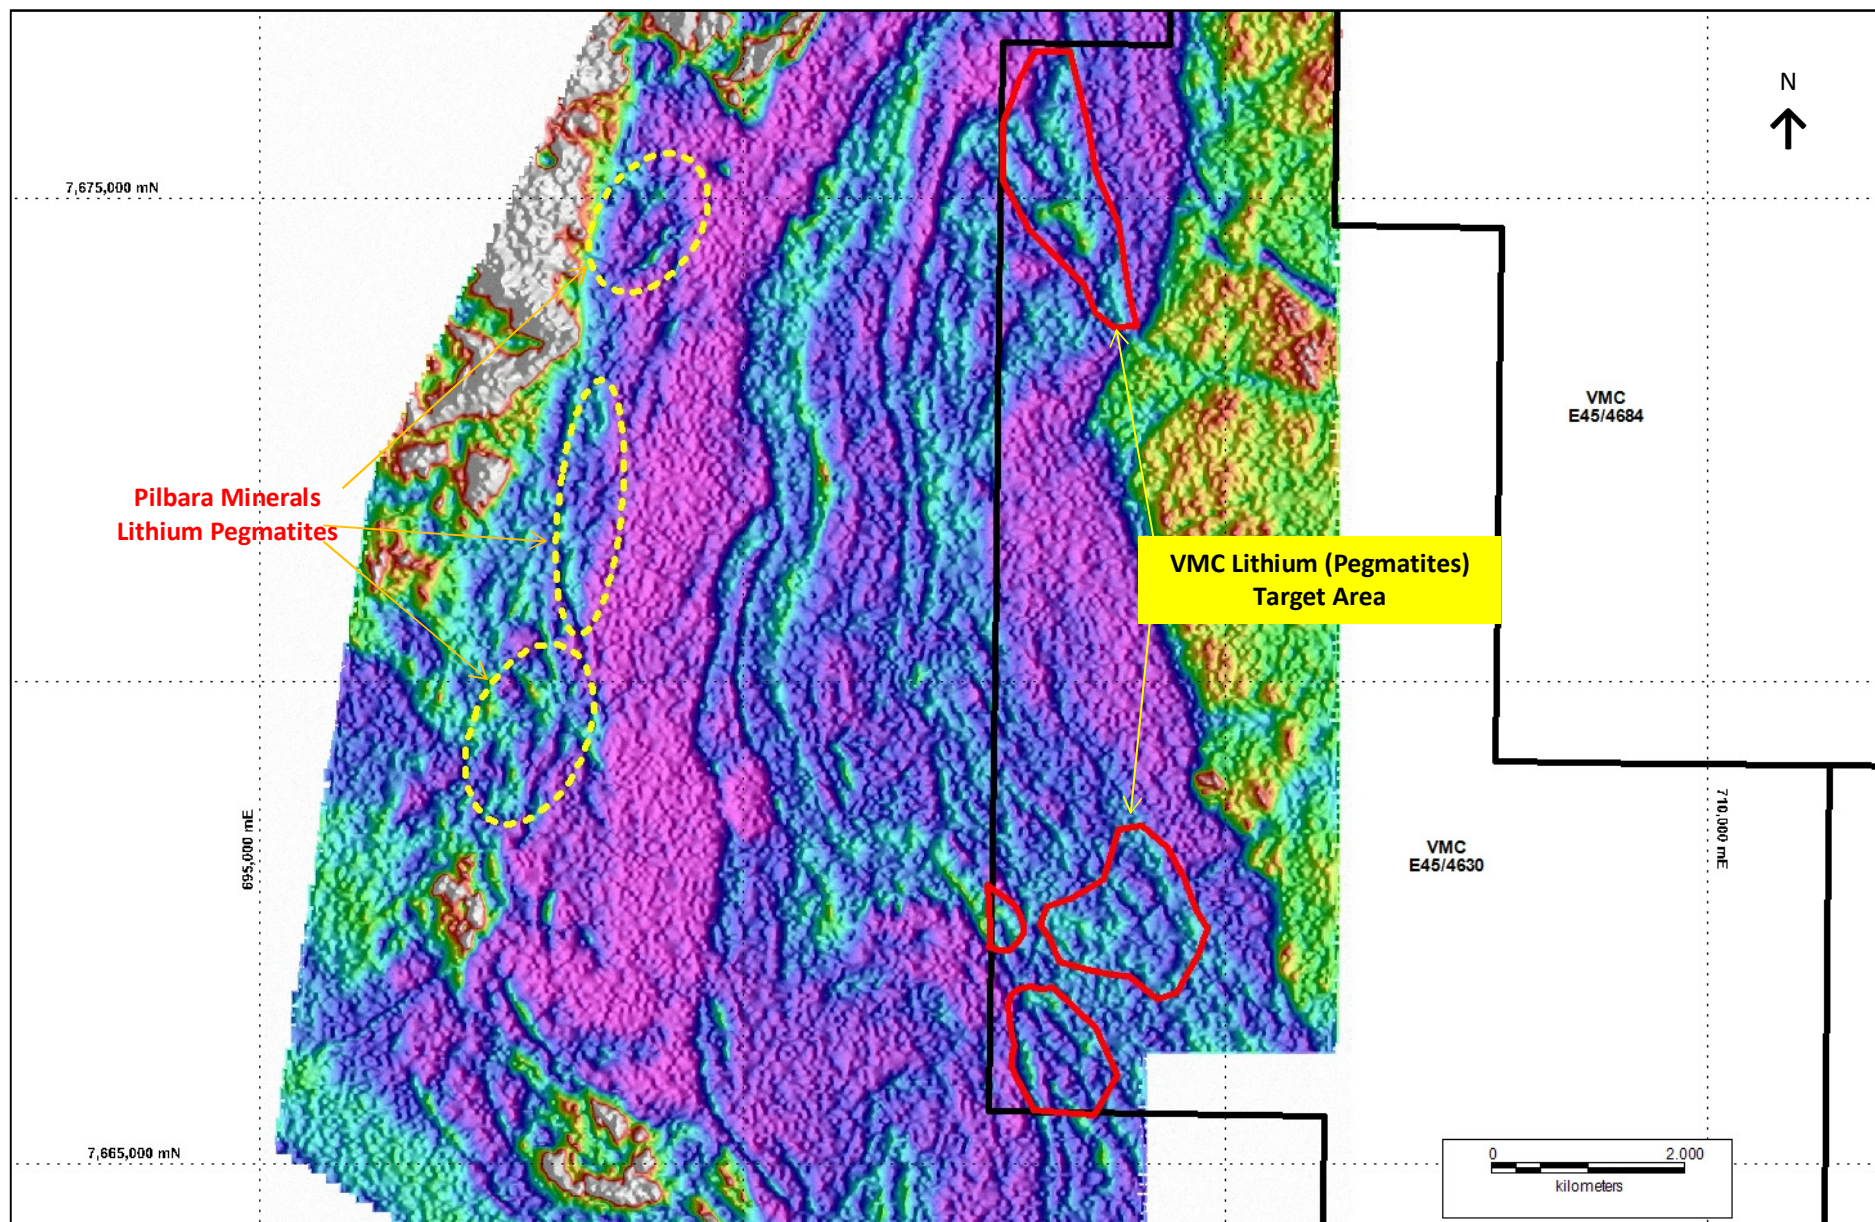 N
7,675,000 mN
VMC
E45/4684
Pilbara Minerals
Lithium Pegmatites
VMC Lithium (Pegmatites)
Target Area
695,000 mE
710,000 mE
VMC
E45/4630
7,665,000 mN
0 2.000
kilometers